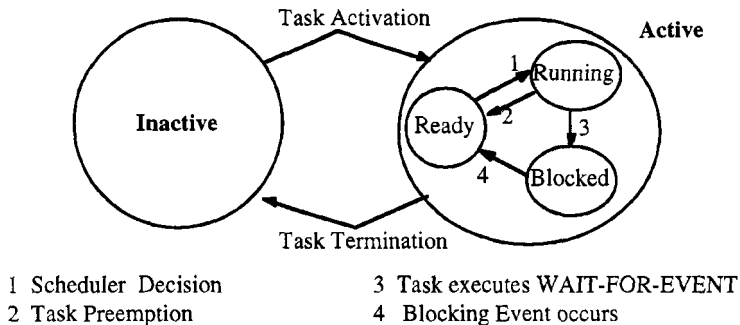 Task Activation
Active
1
Running
Inactive
Ready
2
3
4
Blocked
Task Termination
1 Scheduler Decision
3 Task executes WAIT-FOR-EVENT
2 Task Preemption
4 Blocking Event occurs